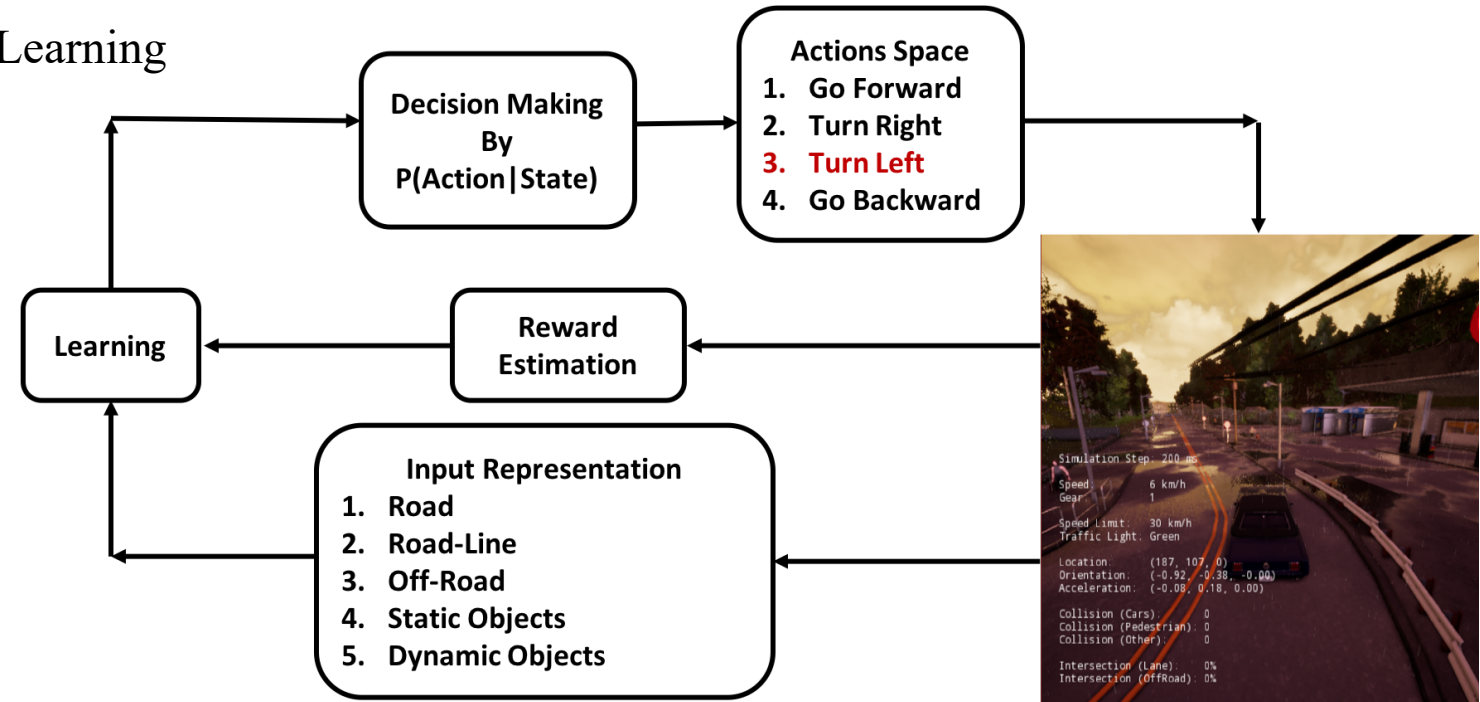 Learning
Decision Making
By
P(Action|State)
Actions Space
1. Go Forward
2. Turn Right
3. Turn Left
4. Go Backward
Learning
Reward
Estimation
Input Representation
1. Road
2. Road-Line
3. Off-Road
4. Static Objects
5. Dynamic Objects
Simulation Step: 200 ms
Speed: 6 km/h
Gear: 1
Speed Limit: 30 km/h
Traffic Light: Green
Location: (187, 107, 0)
Orientation: (-0.92, -0.38, -0.00)
Acceleration: (-0.08, 0.18, 0.00)
Collision (Cars): 0
Collision (Pedestrian): 0
Collision (Other): 0
Intersection (Lane): 0%
Intersection (OffRoad): 0%